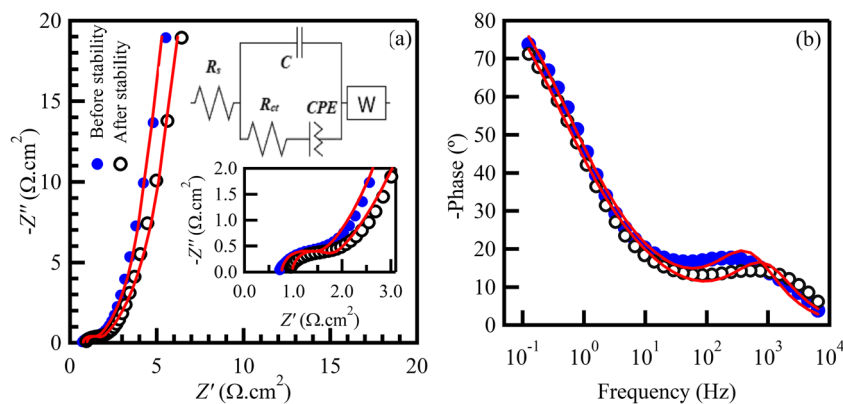 (a)
20
15
10
5
0
-Z″ (Ω.cm²)
Before stability
After stability
C
Rs
Rct
CPE
W
2.0
1.5
1.0
0.5
0.0
-Z″ (Ω.cm²)
0.0 1.0 2.0 3.0
Z′ (Ω.cm²)
0 5 10 15 20
Z′ (Ω.cm²)
(b)
80
70
60
50
40
30
20
10
0
-Phase (º)
10⁻¹ 10⁰ 10¹ 10² 10³ 10⁴
Frequency (Hz)